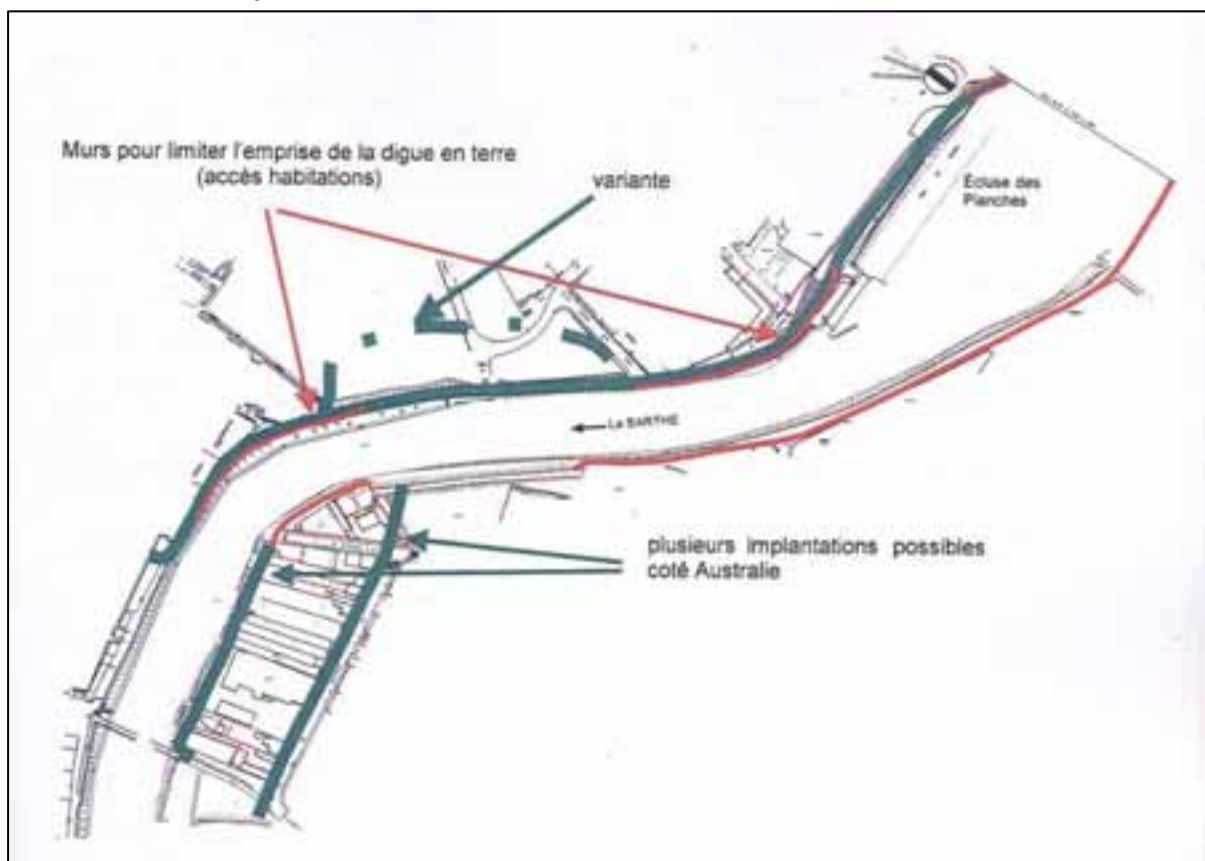 Murs pour limiter l'emprise de la digue en terre
(accès habitations)
variante
Écluse des
Planches
La SARTHE
plusieurs implantations possibles
coté Australie